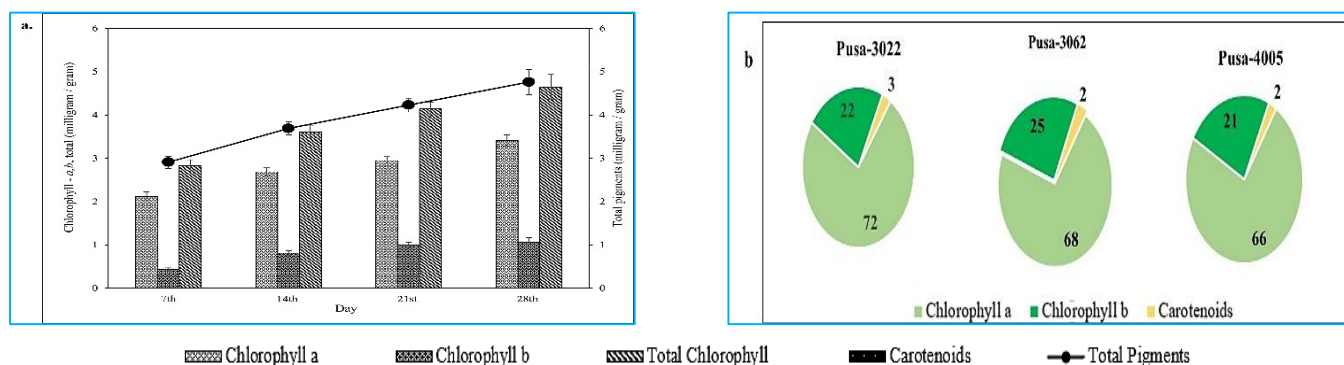 a.
Chlorophyll - a,b, total (milligram / gram)
6
5
4
3
2
1
0
6
5
4
3
2
1
0
Total pigments (milligram / gram)
7th 14th 21st 28th
Day
b
Pusa-3022
Pusa-3062
Pusa-4005
22 3
72
25 2
68
21 2
66
Chlorophyll a Chlorophyll b Carotenoids
Chlorophyll a Chlorophyll b Total Chlorophyll Carotenoids Total Pigments